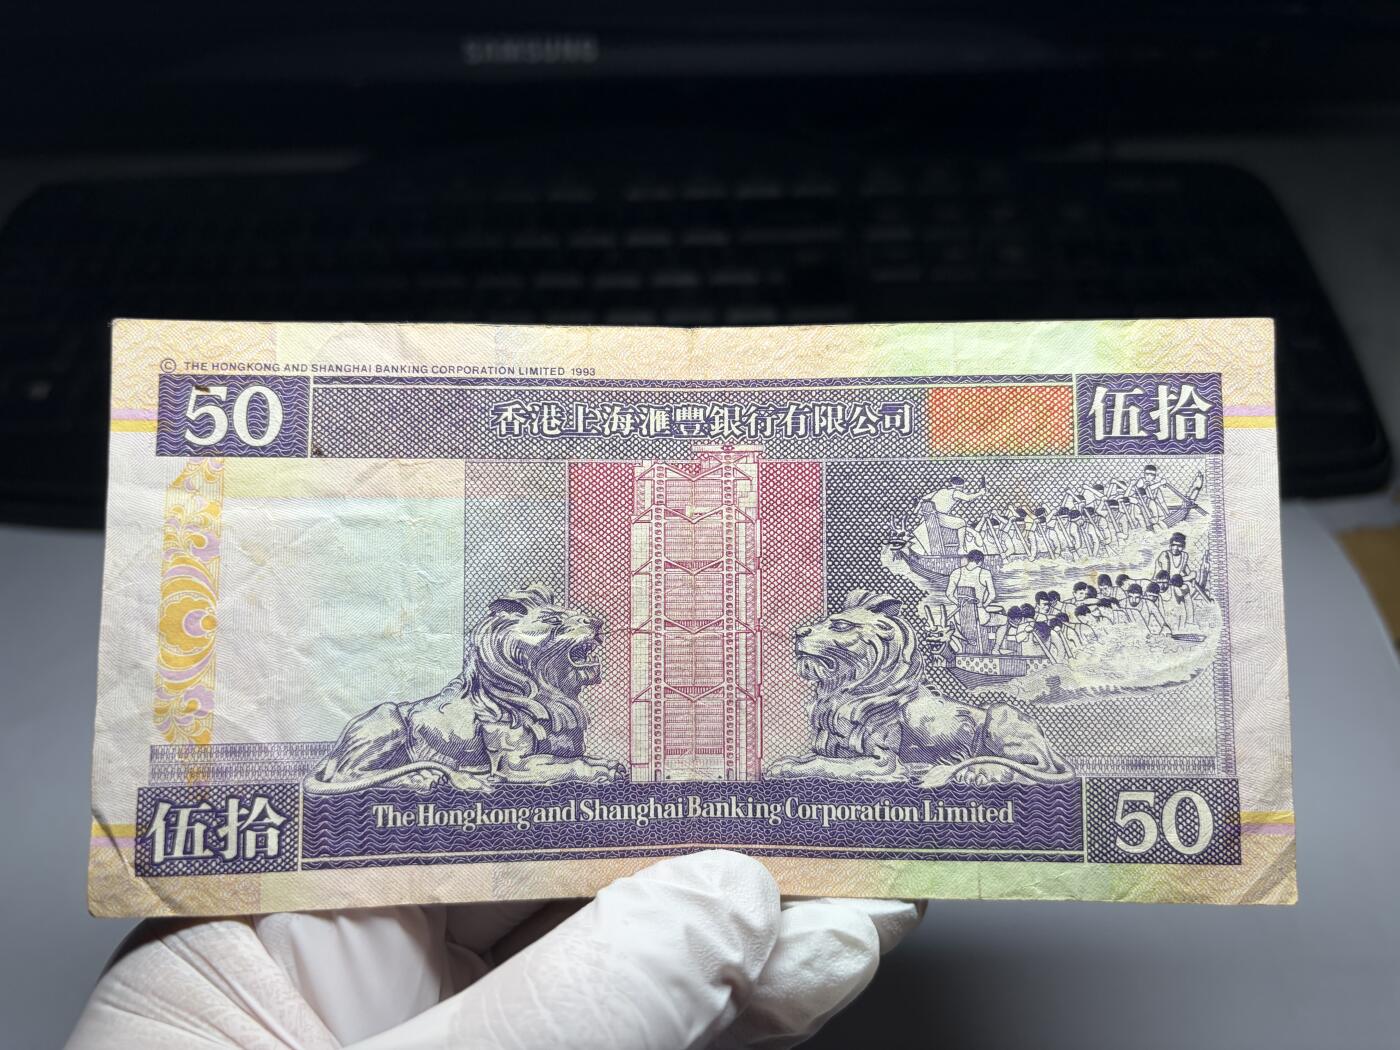 SAMSUNG
© THE HONGKONG AND SHANGHAI BANKING CORPORATION LIMITED 1993
50
香港上海滙豐銀行有限公司
伍拾
伍拾
The Hongkong and Shanghai Banking Corporation Limited
50